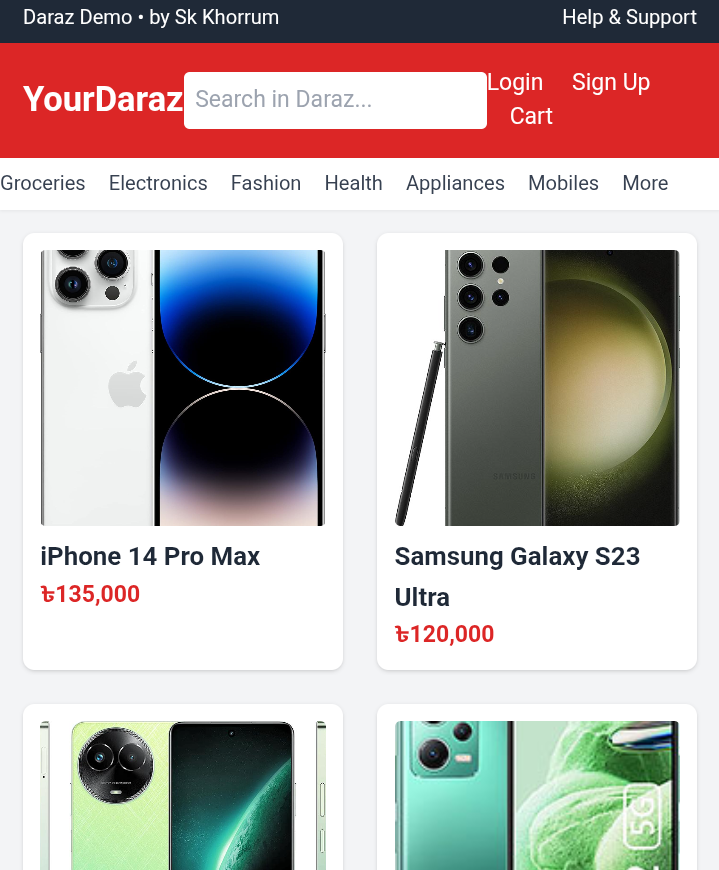 Daraz Demo • by Sk Khorrum
Help & Support
YourDaraz
Search in Daraz...
Login Sign Up
Cart
Groceries Electronics Fashion Health Appliances Mobiles More
iPhone 14 Pro Max
৳135,000
SAMSUNG
Samsung Galaxy S23
Ultra
৳120,000
5G